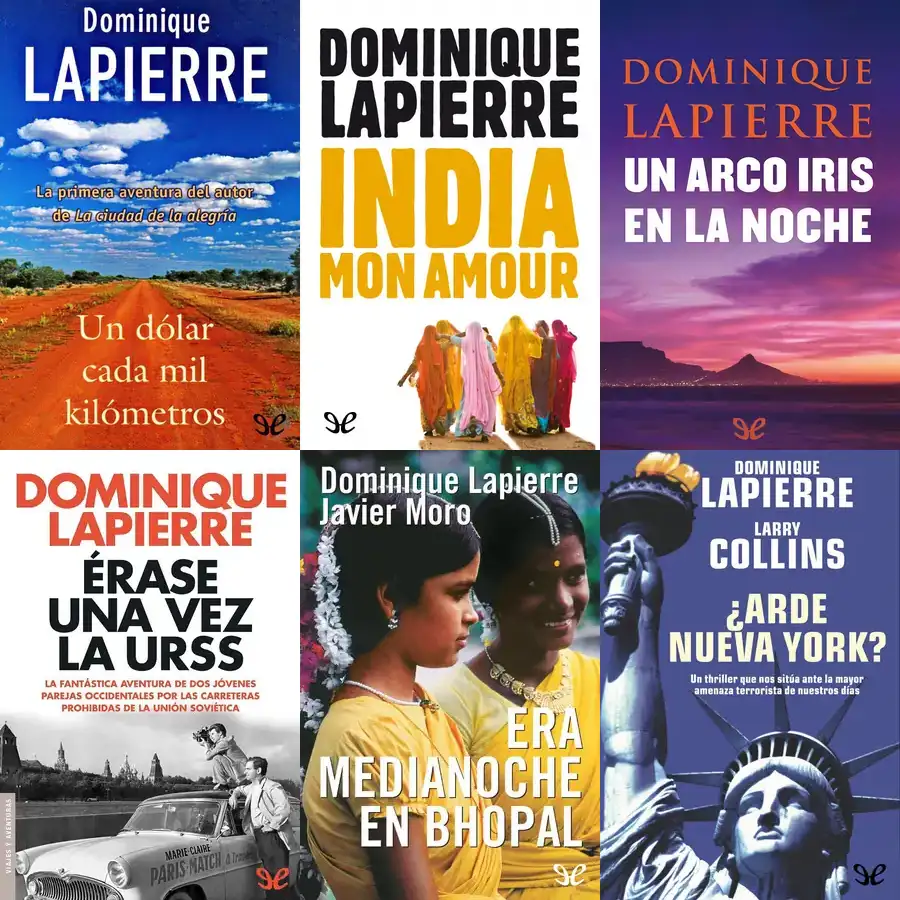 Dominique
LAPIERRE
La primera aventura del autor
de La ciudad de la alegría
Un dólar
cada mil
kilómetros
DOMINIQUE
LAPIERRE
INDIA
MON AMOUR
DOMINIQUE
LAPIERRE
UN ARCO IRIS
EN LA NOCHE
DOMINIQUE
LAPIERRE
ÉRASE
UNA VEZ
LA URSS
LA FANTÁSTICA AVENTURA DE DOS JÓVENES
PAREJAS OCCIDENTALES POR LAS CARRETERAS
PROHIBIDAS DE LA UNIÓN SOVIÉTICA
VIAJES Y AVENTURAS
MARIE-CLAIRE
PARIS-MATCH
Dominique Lapierre
Javier Moro
ERA
MEDIANOCHE
EN BHOPAL
DOMINIQUE
LAPIERRE
LARRY
COLLINS
¿ARDE
NUEVA YORK?
Un thriller que nos sitúa ante la mayor
amenaza terrorista de nuestros días